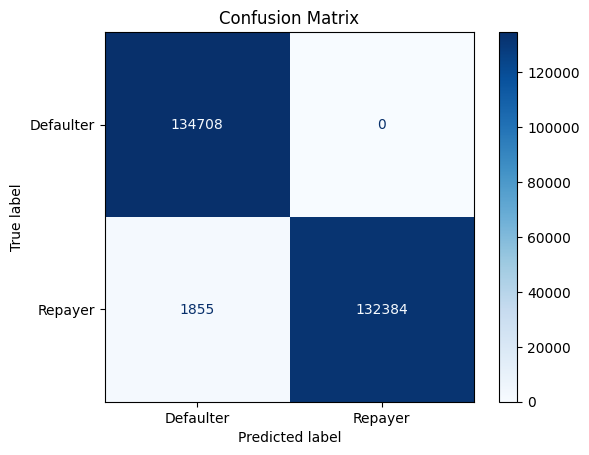 Confusion Matrix
120000
100000
80000
60000
40000
20000
0
True label
Defaulter
134708 0
Repayer
1855 132384
Defaulter Repayer
Predicted label